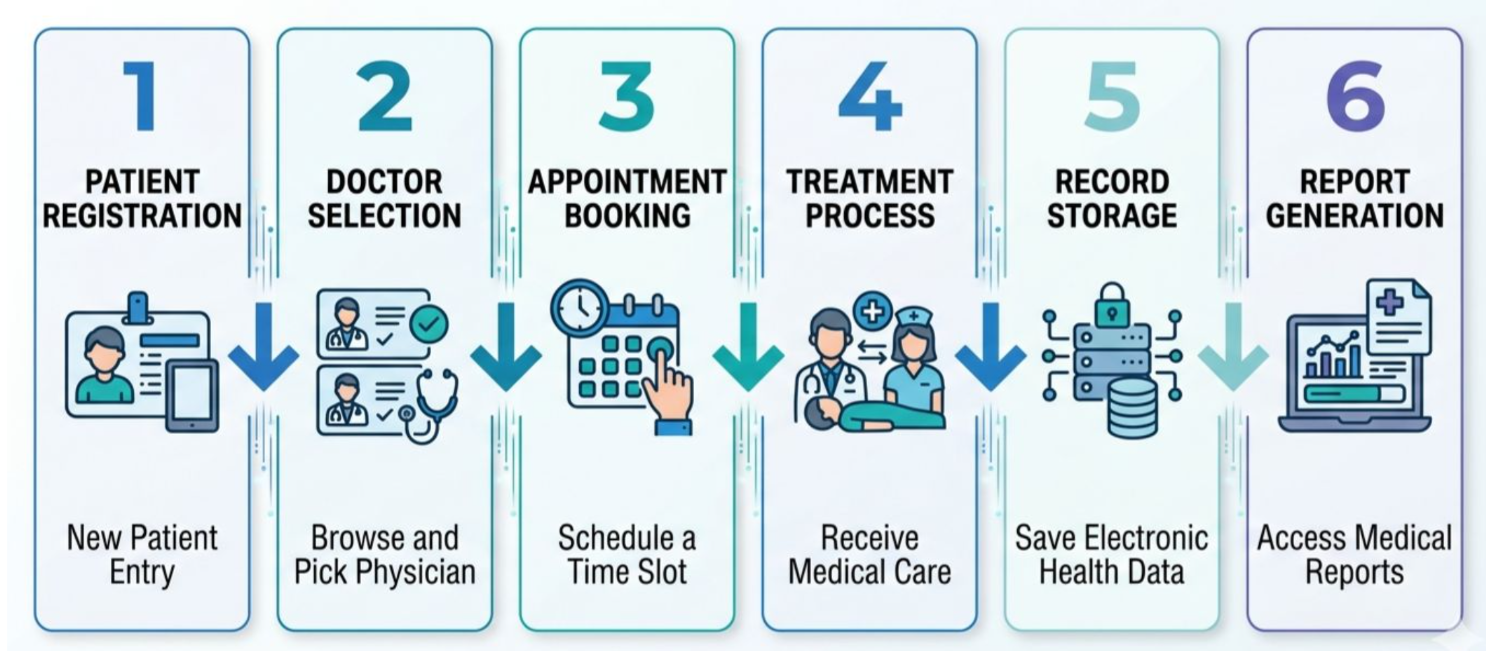 1
PATIENT
REGISTRATION
New Patient
Entry
2
DOCTOR
SELECTION
Browse and
Pick Physician
3
APPOINTMENT
BOOKING
Schedule a
Time Slot
4
TREATMENT
PROCESS
Receive
Medical Care
5
RECORD
STORAGE
Save Electronic
Health Data
6
REPORT
GENERATION
Access Medical
Reports